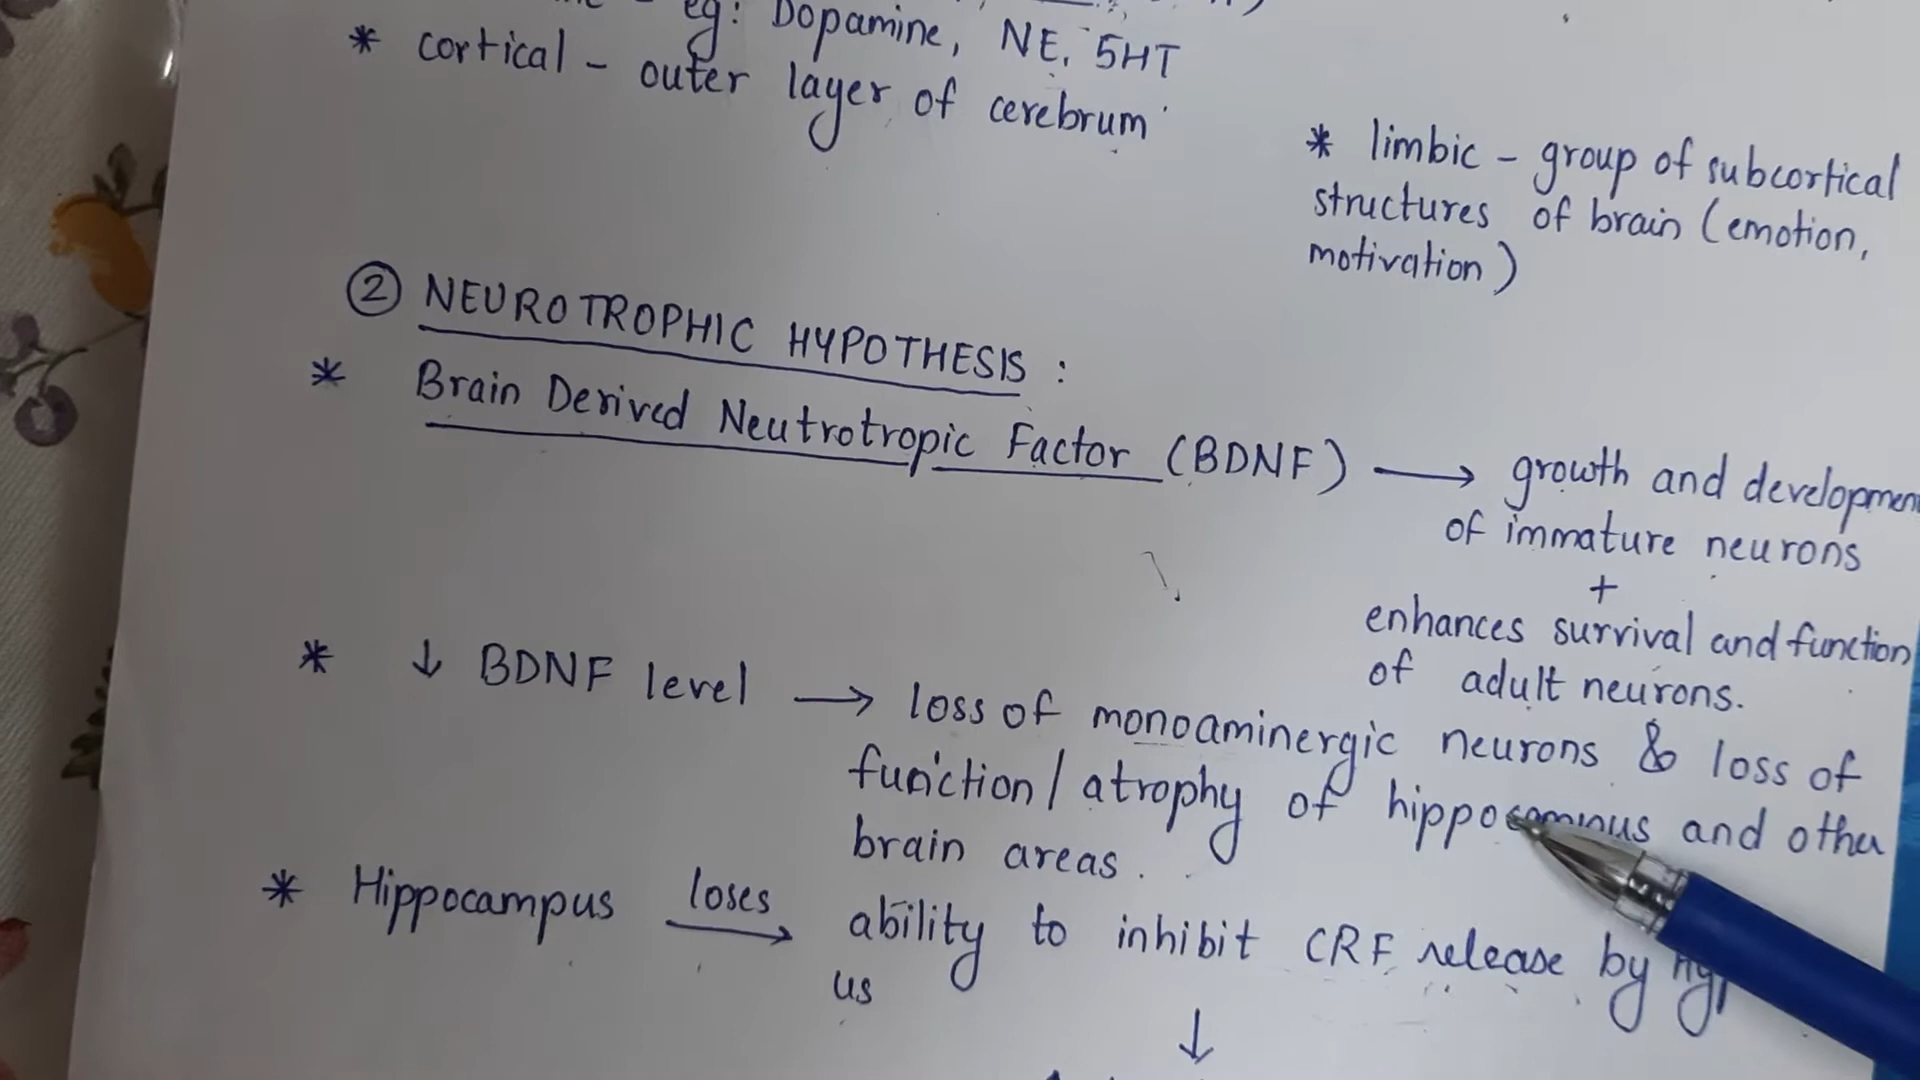 eg: Dopamine, NE, 5HT
* cortical - outer layer of cerebrum
* limbic - group of subcortical
structures of brain (emotion,
motivation)
② NEUROTROPHIC HYPOTHESIS :
* Brain Derived Neutrotropic Factor (BDNF) → growth and developmen
of immature neurons
+
enhances survival and function
of adult neurons.
* ↓ BDNF level → loss of monoaminergic neurons & loss of
function / atrophy of hippocampus and other
brain areas.
* Hippocampus loses → ability to inhibit CRF release by
us
↓